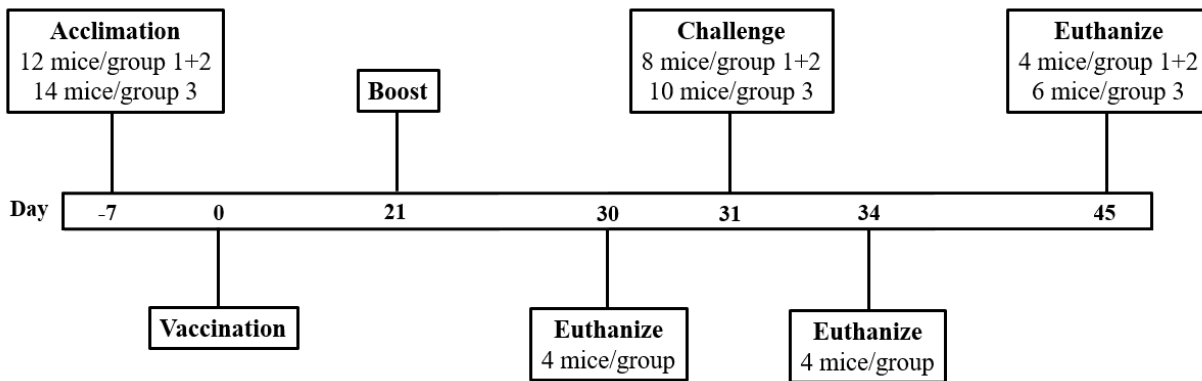 Acclimation
12 mice/group 1+2
14 mice/group 3
Boost
Challenge
8 mice/group 1+2
10 mice/group 3
Euthanize
4 mice/group 1+2
6 mice/group 3
Day -7 0 21 30 31 34 45
Vaccination
Euthanize
4 mice/group
Euthanize
4 mice/group